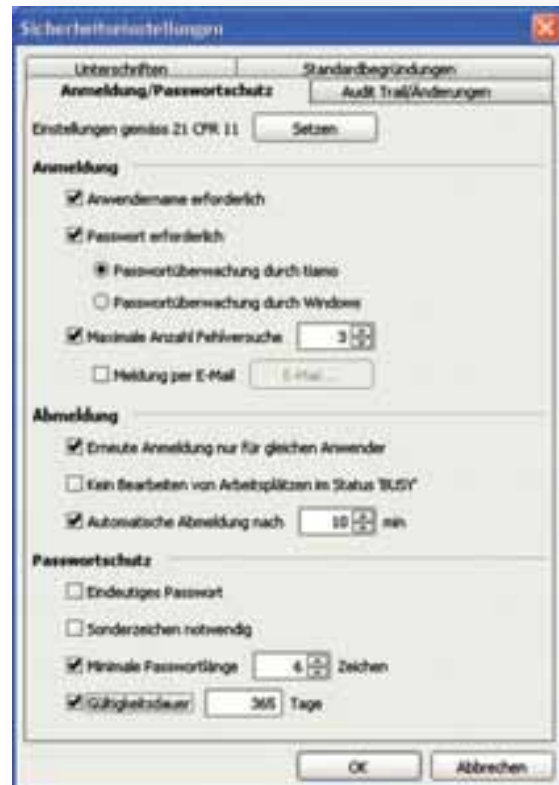 Sicherheitseinstellungen
Unterschriften
Standardbegründungen
Anmeldung/Passwortschutz
Audit Trail/Änderungen
Einstellungen gemäss 21 CFR 11
Setzen
Anmeldung
Anwendername erforderlich
Passwort erforderlich
Passwortüberwachung durch tiamo
Passwortüberwachung durch Windows
Maximale Anzahl Fehlversuche 3
Meldung per E-Mail E-Mail...
Abmeldung
Erneute Anmeldung nur für gleichen Anwender
Kein Bearbeiten von Arbeitsplätzen im Status 'BUSY'
Automatische Abmeldung nach 10 min
Passwortschutz
Eindeutiges Passwort
Sonderzeichen notwendig
Minimale Passwortlänge 6 Zeichen
Gültigkeitsdauer 365 Tage
OK Abbrechen